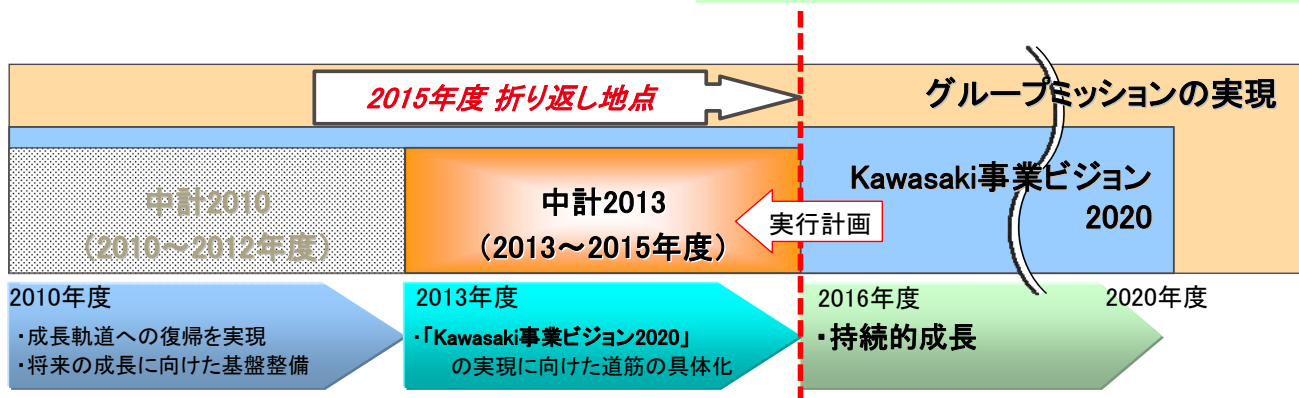 2015年度 折り返し地点
グループミッションの実現
Kawasaki事業ビジョン
2020
中計2010
（2010～2012年度）
中計2013
（2013～2015年度）
実行計画
2010年度
・成長軌道への復帰を実現
・将来の成長に向けた基盤整備
2013年度
・「Kawasaki事業ビジョン2020」
の実現に向けた道筋の具体化
2016年度
2020年度
・持続的成長